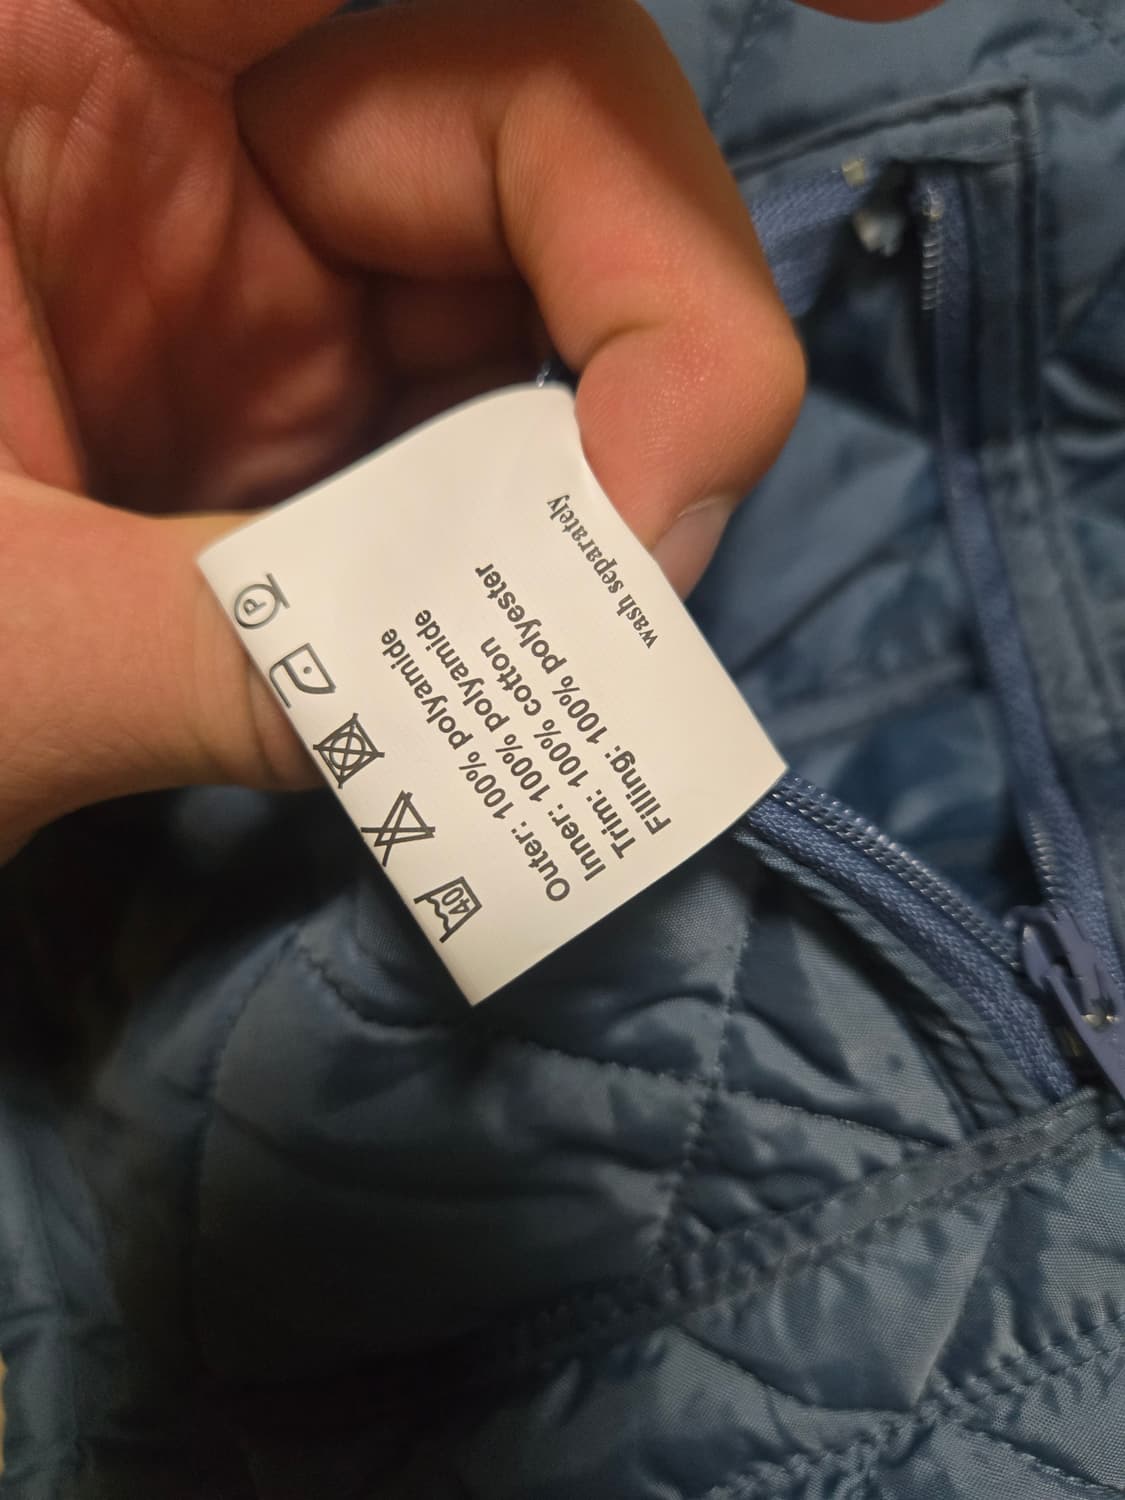 40 P
Outer: 100% polyamide
Inner: 100% polyamide
Trim: 100% cotton
Filling: 100% polyester
wash separately